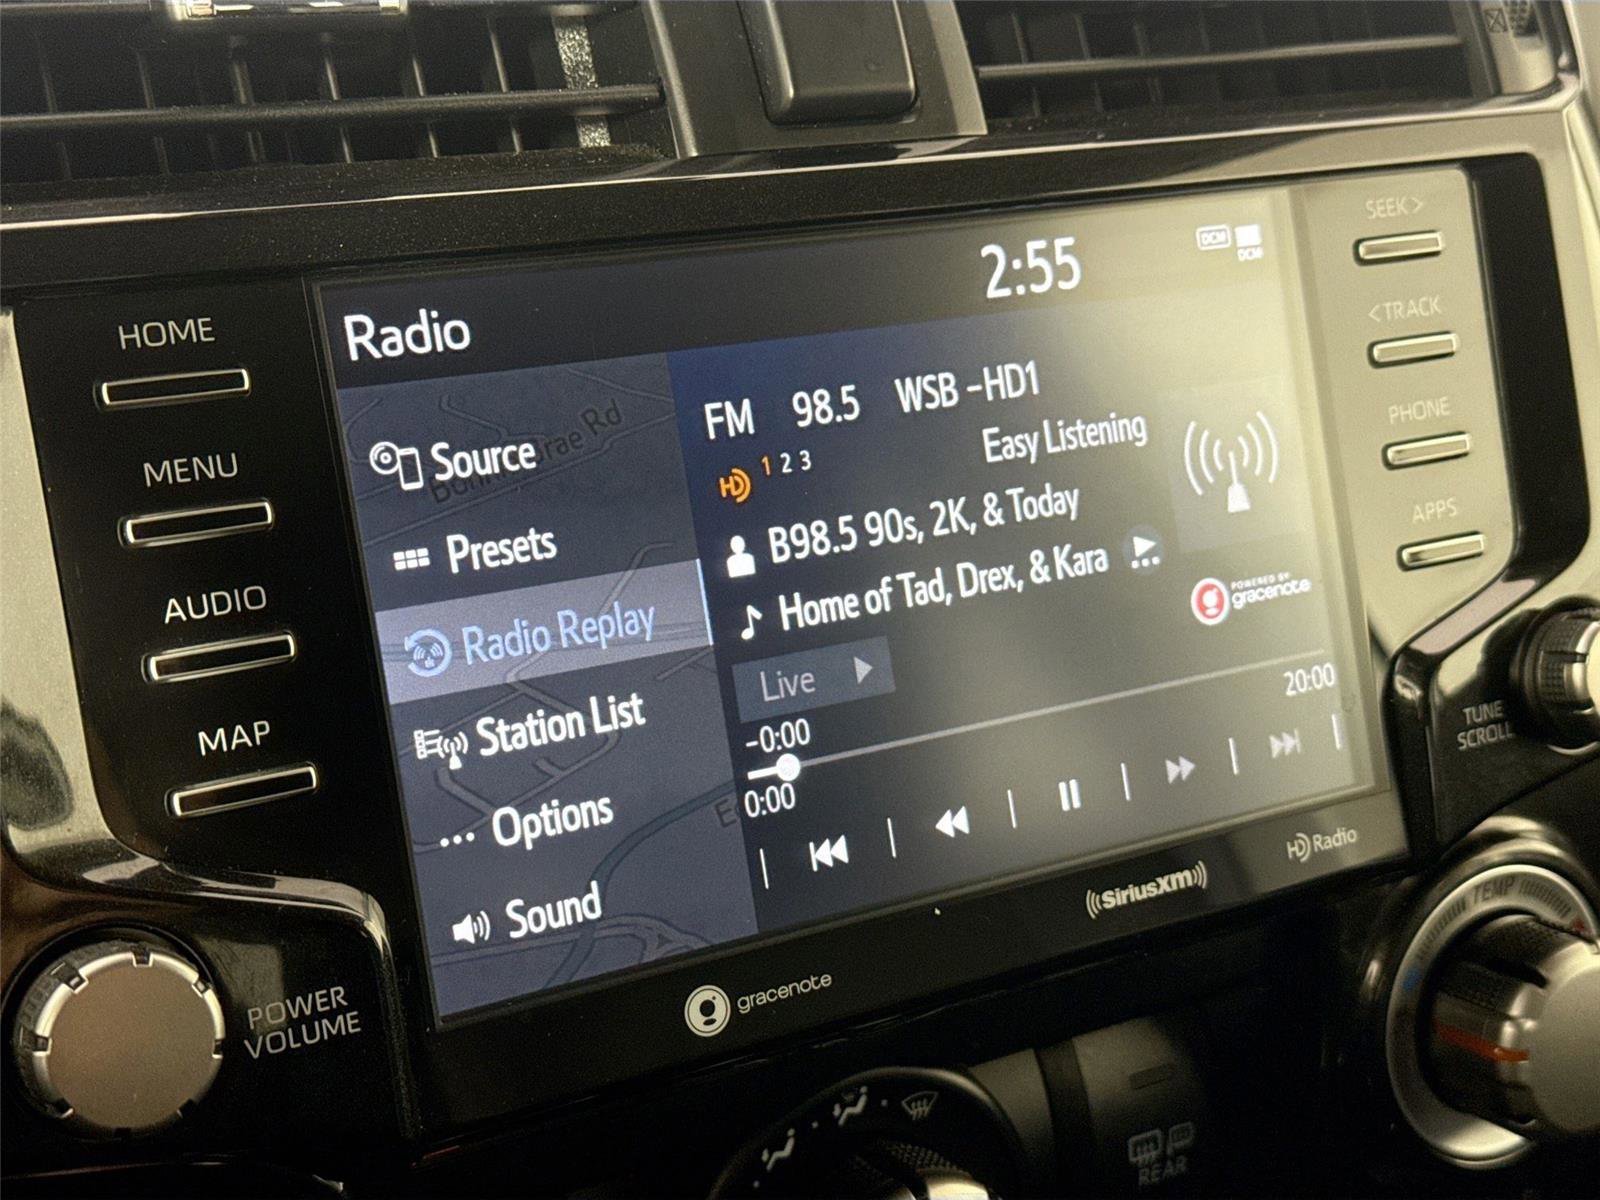 2:55
DCM
DCM
SEEK >
Radio
HOME
< TRACK
FM 98.5 WSB -HD1
Easy Listening
HD 1 2 3
Source
PHONE
MENU
B98.5 90s, 2K, & Today
Presets
APPS
Home of Tad, Drex, & Kara
POWERED BY
gracenote
AUDIO
Radio Replay
Live
20:00
-0:00
0:00
TUNE
SCROLL
MAP
Station List
Options
Sound
HD Radio
SiriusXM
gracenote
POWER
VOLUME
TEMP
REAR